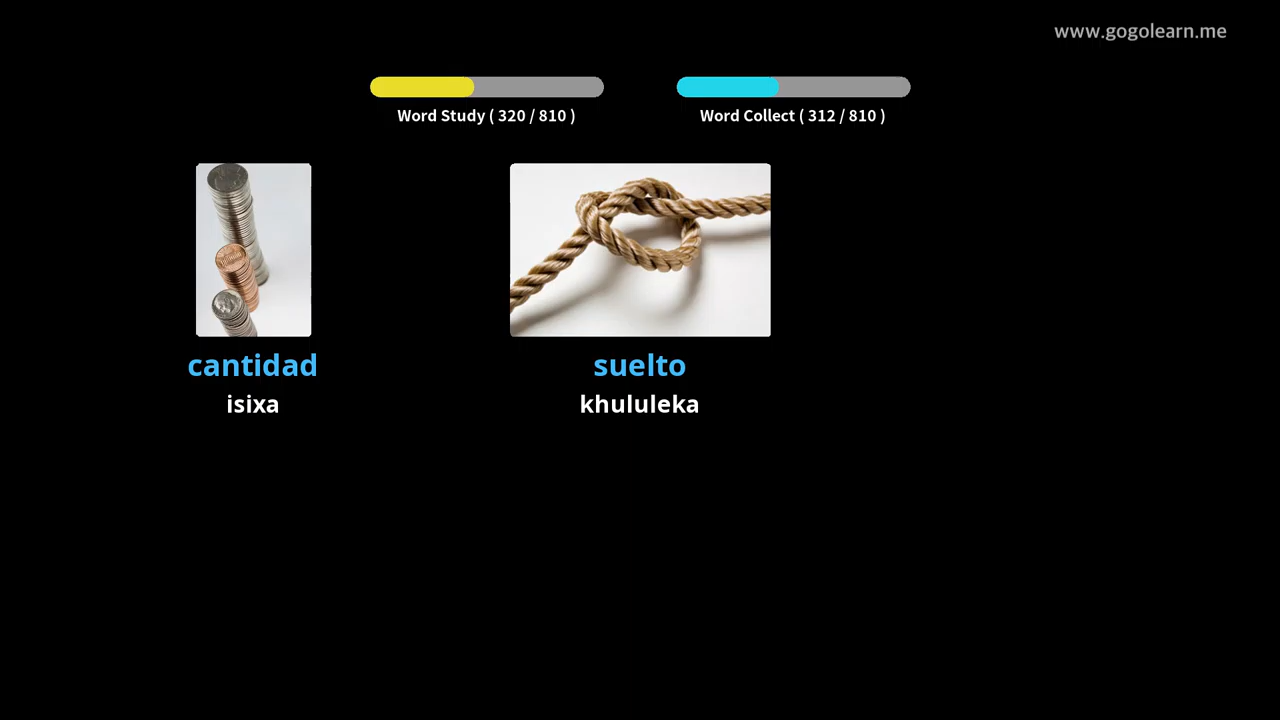 www.gogolearn.me
Word Study ( 320 / 810 )
Word Collect ( 312 / 810 )
cantidad
isixa
suelto
khululeka